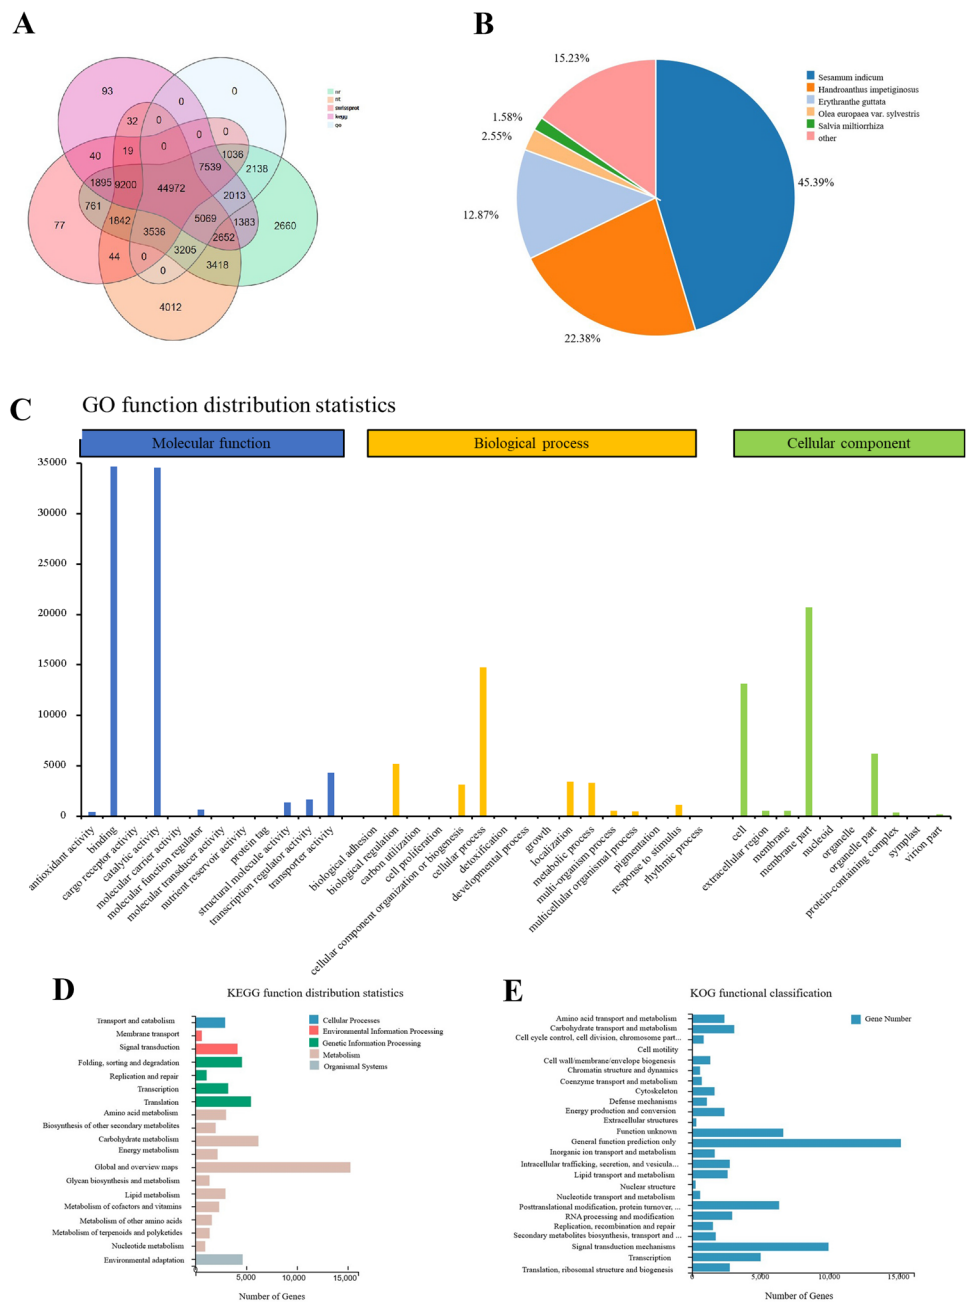 A
93
0
0
32
0
0
0
40
19
0
1036
7539
2138
1895
9200
44972
2013
761
1842
5069
1383
77
3536
2652
2660
44
0
3205
3418
0
4012
nr
nt
swissprot
kegg
go
B
15.23%
1.58%
2.55%
12.87%
22.38%
45.39%
Sesamum indicum
Handroanthus impetiginosus
Erythranthe guttata
Olea europaea var. sylvestris
Salvia miltiorrhiza
other
C
GO function distribution statistics
Molecular function
Biological process
Cellular component
35000
30000
25000
20000
15000
10000
5000
0
antioxidant activity
binding
cargo receptor activity
catalytic activity
molecular carrier activity
molecular function regulator
molecular transducer activity
nutrient reservoir activity
protein tag
structural molecule activity
transcription regulator activity
transporter activity
biological adhesion
biological regulation
carbon utilization
cell proliferation
cellular component organization or biogenesis
cellular process
detoxification
developmental process
growth
localization
metabolic process
multi-organism process
multicellular organismal process
pigmentation
response to stimulus
rhythmic process
cell
extracellular region
membrane
membrane part
nucleoid
organelle
organelle part
protein-containing complex
symplast
virion part
D
KEGG function distribution statistics
Transport and catabolism
Membrane transport
Signal transduction
Folding, sorting and degradation
Replication and repair
Transcription
Translation
Amino acid metabolism
Biosynthesis of other secondary metabolites
Carbohydrate metabolism
Energy metabolism
Global and overview maps
Glycan biosynthesis and metabolism
Lipid metabolism
Metabolism of cofactors and vitamins
Metabolism of other amino acids
Metabolism of terpenoids and polyketides
Nucleotide metabolism
Environmental adaptation
0
5,000
10,000
15,000
Number of Genes
Cellular Processes
Environmental Information Processing
Genetic Information Processing
Metabolism
Organismal Systems
E
KOG functional classification
Amino acid transport and metabolism
Carbohydrate transport and metabolism
Cell cycle control, cell division, chromosome part...
Cell motility
Cell wall/membrane/envelope biogenesis
Chromatin structure and dynamics
Coenzyme transport and metabolism
Cytoskeleton
Defense mechanisms
Energy production and conversion
Extracellular structures
Function unknown
General function prediction only
Inorganic ion transport and metabolism
Intracellular trafficking, secretion, and vesicula...
Lipid transport and metabolism
Nuclear structure
Nucleotide transport and metabolism
Posttranslational modification, protein turnover, ...
RNA processing and modification
Replication, recombination and repair
Secondary metabolites biosynthesis, transport and ...
Signal transduction mechanisms
Transcription
Translation, ribosomal structure and biogenesis
0
5,000
10,000
15,000
Number of Genes
Gene Number